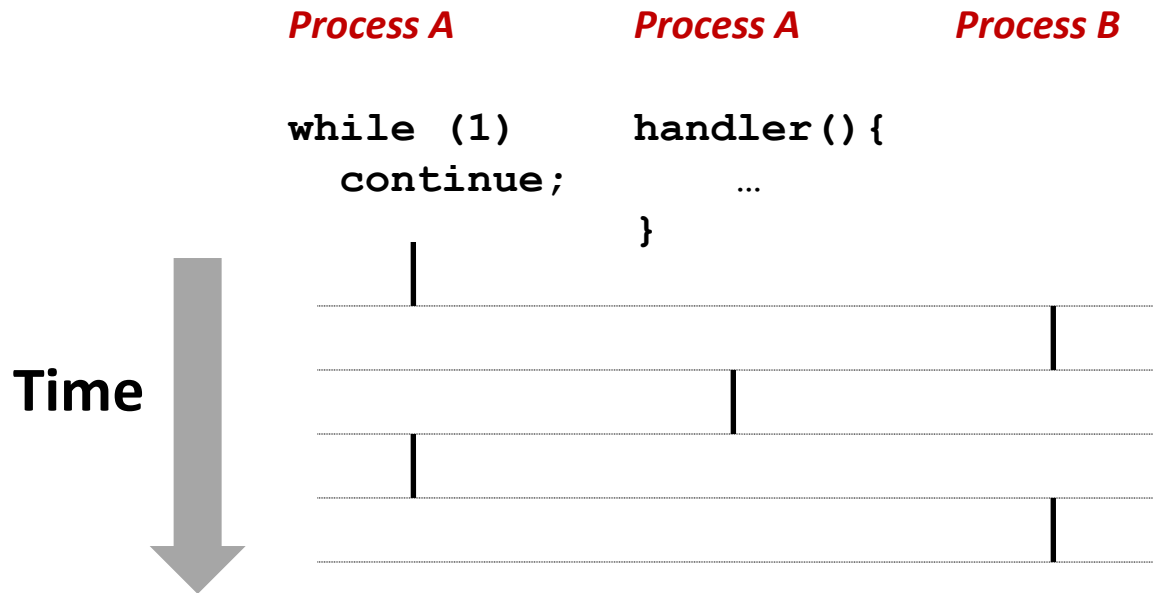 Process A Process A Process B
while (1) handler(){
continue; …
}
Time